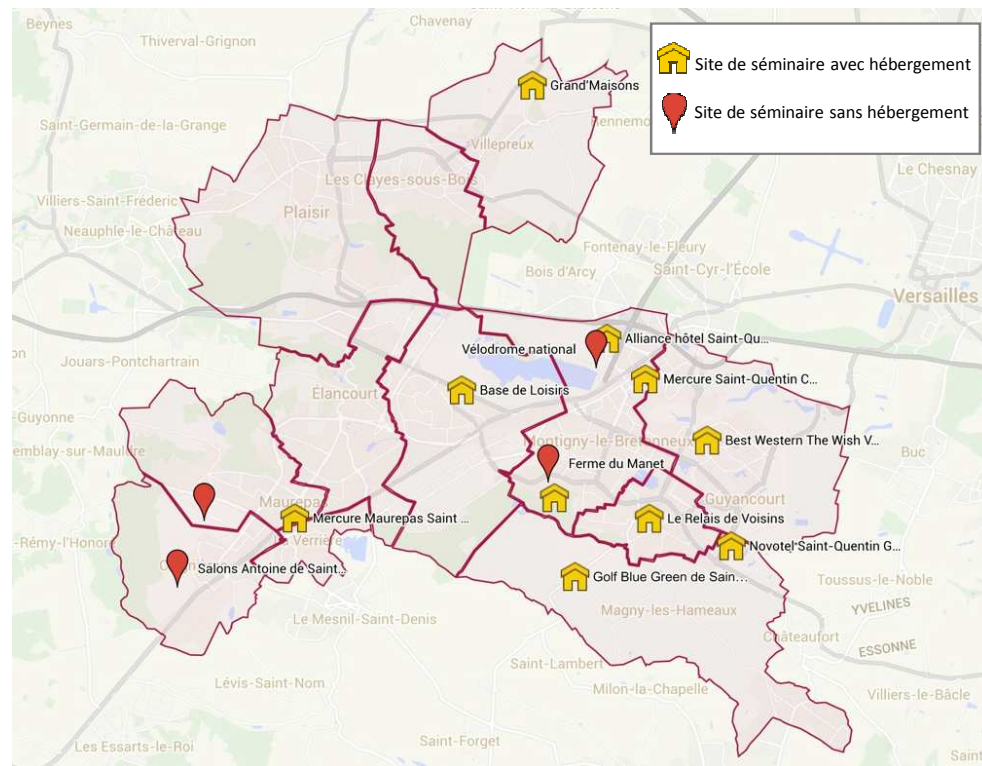 Beynes
Chavenay
Thiverval-Grignon
Site de séminaire avec hébergement
Site de séminaire sans hébergement
Grand'Maisons
Saint-Germain-de-la-Grange
Villepreux
Le Chesnay
Les Clayes-sous-Bois
Villiers-Saint-Fréderic
Plaisir
Neauphle-le-Château
Fontenay-le-Fleury
Bois d'Arcy
Saint-Cyr-l'École
Versailles
Alliance hôtel Saint-Qu...
Vélodrome national
Jouars-Pontchartrain
Mercure Saint-Quentin C...
Base de Loisirs
Élancourt
Montigny-le-Bretonneux
Best Western The Wish V...
Buc
Ferme du Manet
Guyancourt
Maurepas
Mercure Maurepas Saint ...
Le Relais de Voisins
Verrière
Novotel Saint-Quentin G...
Salons Antoine de Saint...
Golf Blue Green de Sain...
Toussus-le-Noble
Magny-les-Hameaux
YVELINES
Le Mesnil-Saint-Denis
Châteaufort
ESSONNE
Saint-Lambert
Lévis-Saint-Nom
Milon-la-Chapelle
Villiers-le-Bâcle
Saint-Forget
Les Essarts-le-Roi